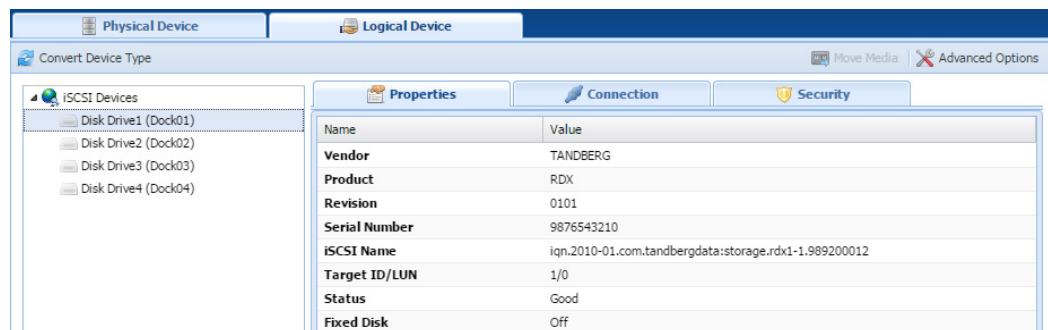 Physical Device Logical Device
Convert Device Type Move Media Advanced Options
iSCSI Devices
Disk Drive1 (Dock01)
Disk Drive2 (Dock02)
Disk Drive3 (Dock03)
Disk Drive4 (Dock04)
Properties Connection Security
Name Value
Vendor TANDBERG
Product RDX
Revision 0101
Serial Number 9876543210
iSCSI Name iqn.2010-01.com.tandbergdata:storage.rdx1-1.989200012
Target ID/LUN 1/0
Status Good
Fixed Disk Off